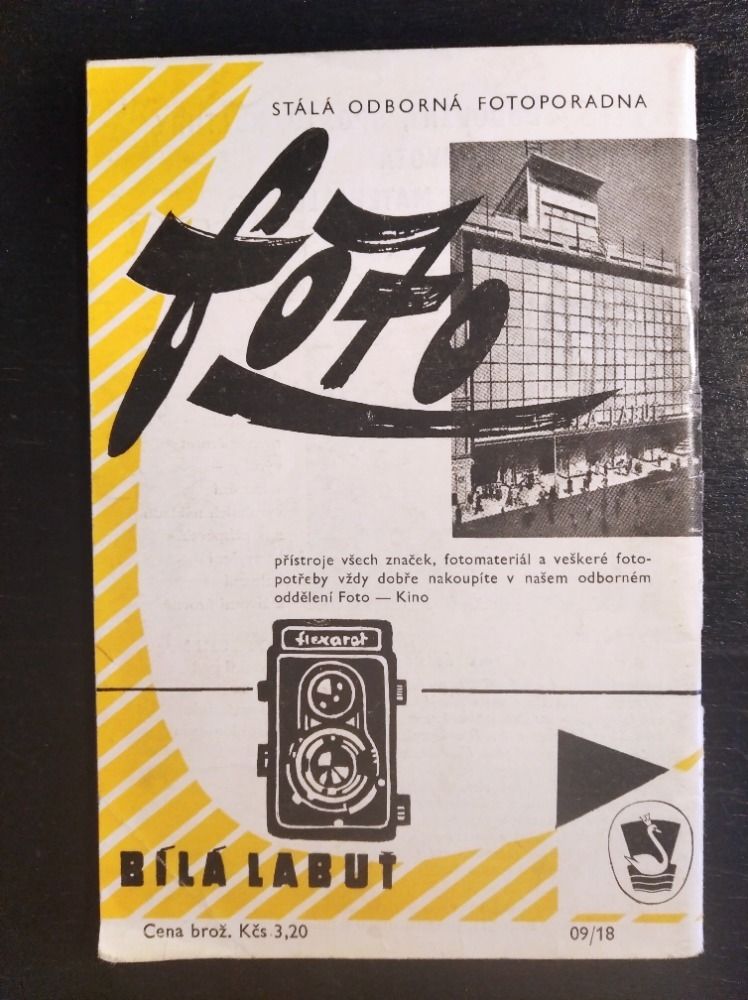 STÁLÁ ODBORNÁ FOTOPORADNA
foto
přístroje všech značek, fotomateriál a veškeré foto-
potřeby vždy dobře nakoupíte v našem odborném
oddělení Foto — Kino
flexaret
BÍLÁ LABUŤ
Cena brož. Kčs 3,20
09/18